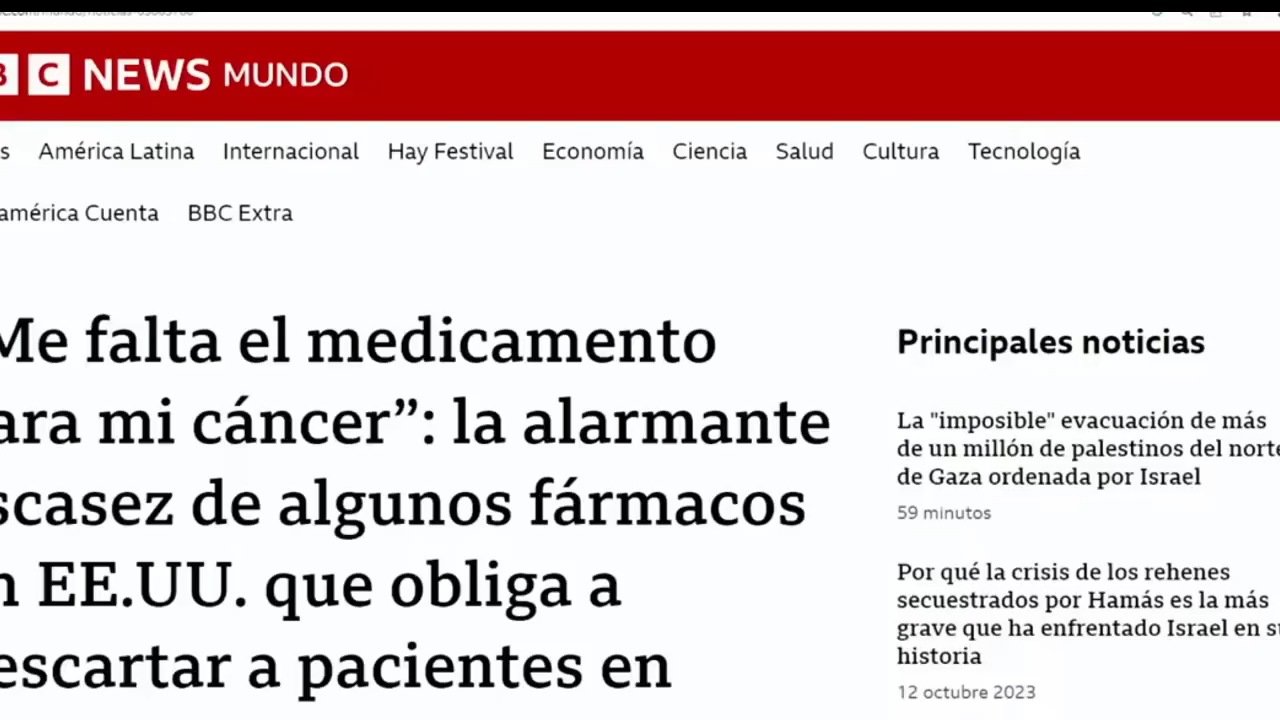 BC NEWS MUNDO
s América Latina Internacional Hay Festival Economía Ciencia Salud Cultura Tecnología
américa Cuenta BBC Extra
Me falta el medicamento
ara mi cáncer”: la alarmante
scasez de algunos fármacos
n EE.UU. que obliga a
escartar a pacientes en
Principales noticias
La "imposible" evacuación de más
de un millón de palestinos del norte
de Gaza ordenada por Israel
59 minutos
Por qué la crisis de los rehenes
secuestrados por Hamás es la más
grave que ha enfrentado Israel en su
historia
12 octubre 2023